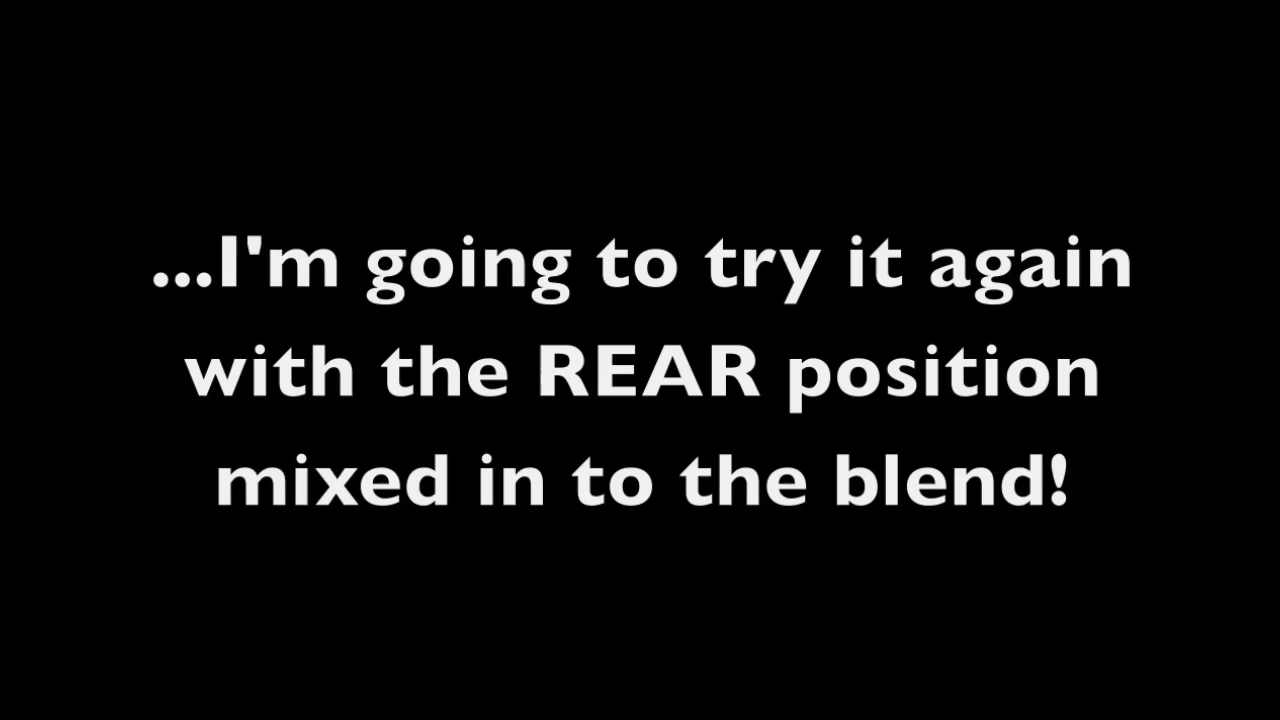 ...I'm going to try it again
with the REAR position
mixed in to the blend!